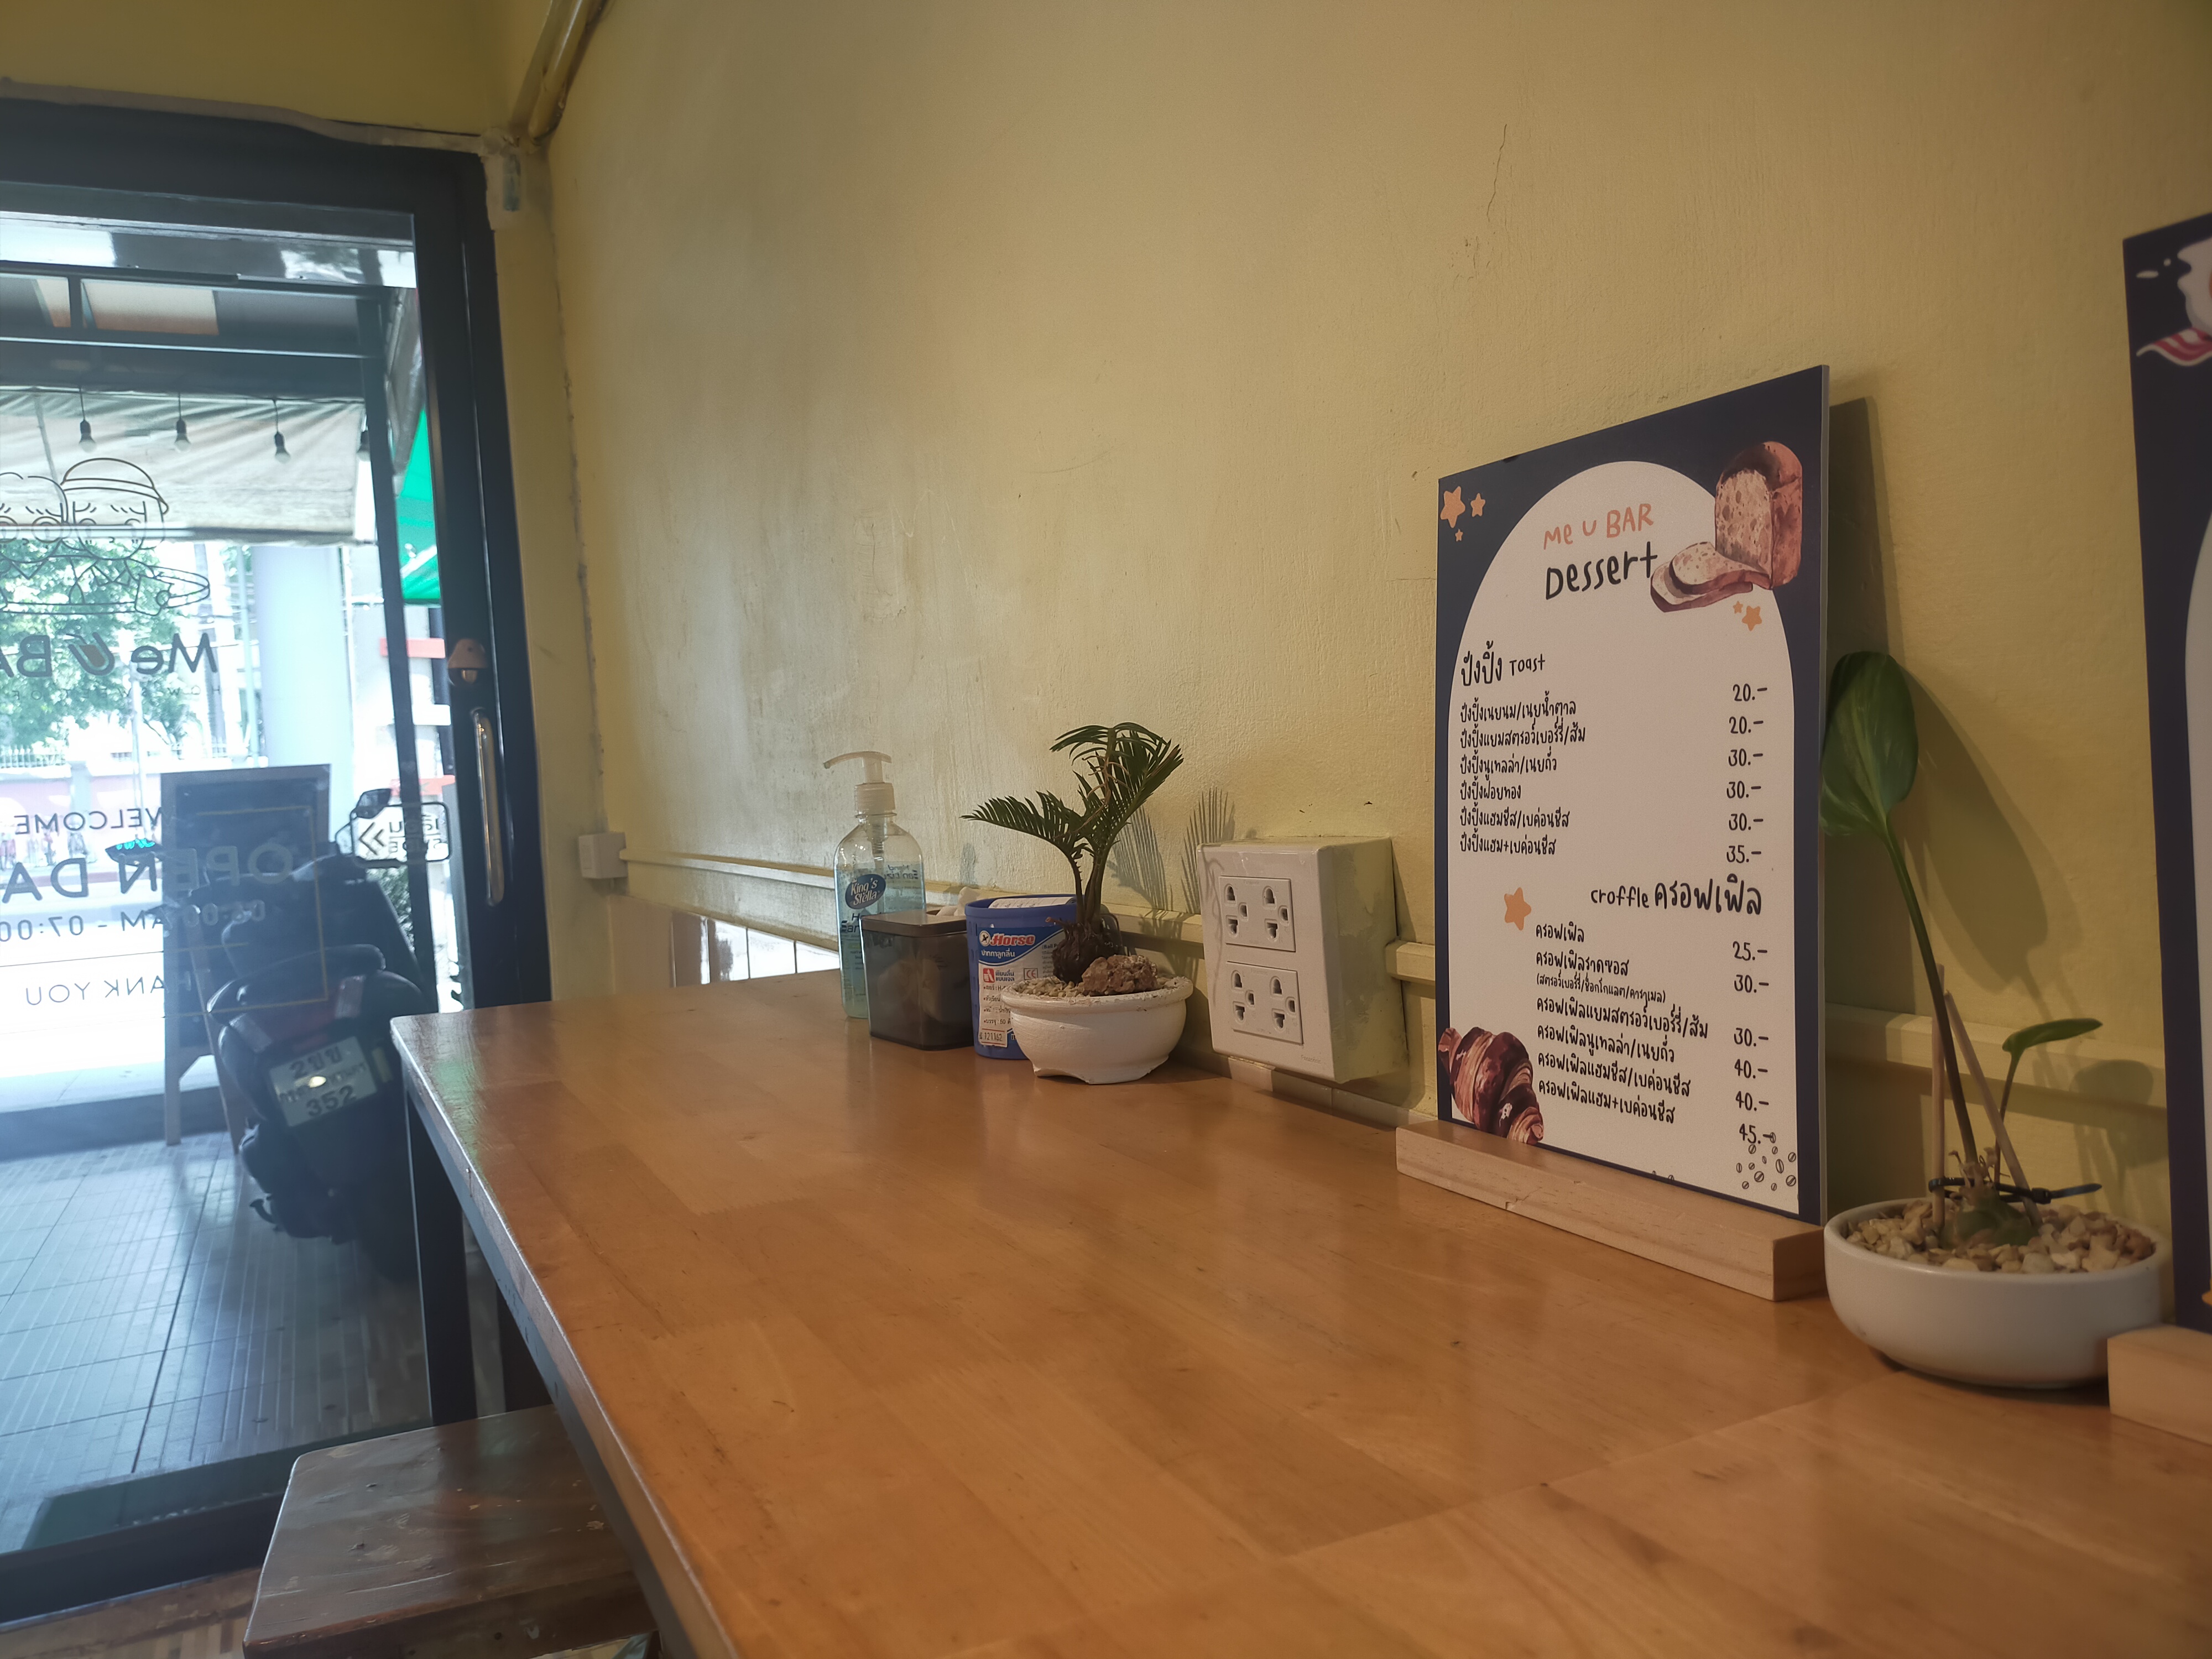 Me U BAR
Dessert
ปังปิ้ง Toast
ปังปิ้งเนยนม/เนยน้ำตาล 20.-
ปังปิ้งแยมสตรอว์เบอร์รี่/ส้ม 20.-
ปังปิ้งนูเทลล่า/เนยถั่ว 30.-
ปังปิ้งฝอยทอง 30.-
ปังปิ้งแฮมชีส/เบค่อนชีส 30.-
ปังปิ้งแฮม+เบค่อนชีส 35.-
croffle ครอฟเฟิล
ครอฟเฟิล 25.-
ครอฟเฟิลราดซอส 30.-
(สตรอว์เบอร์รี่/ช็อกโกแลต/คาราเมล)
ครอฟเฟิลแยมสตรอว์เบอร์รี่/ส้ม 30.-
ครอฟเฟิลนูเทลล่า/เนยถั่ว 40.-
ครอฟเฟิลแฮมชีส/เบค่อนชีส 40.-
ครอฟเฟิลแฮม+เบค่อนชีส 45.-
King's Stella
Horse
Me U BA
WELCOME
OPEN DA
AM - 07:00
ANK YOU
352